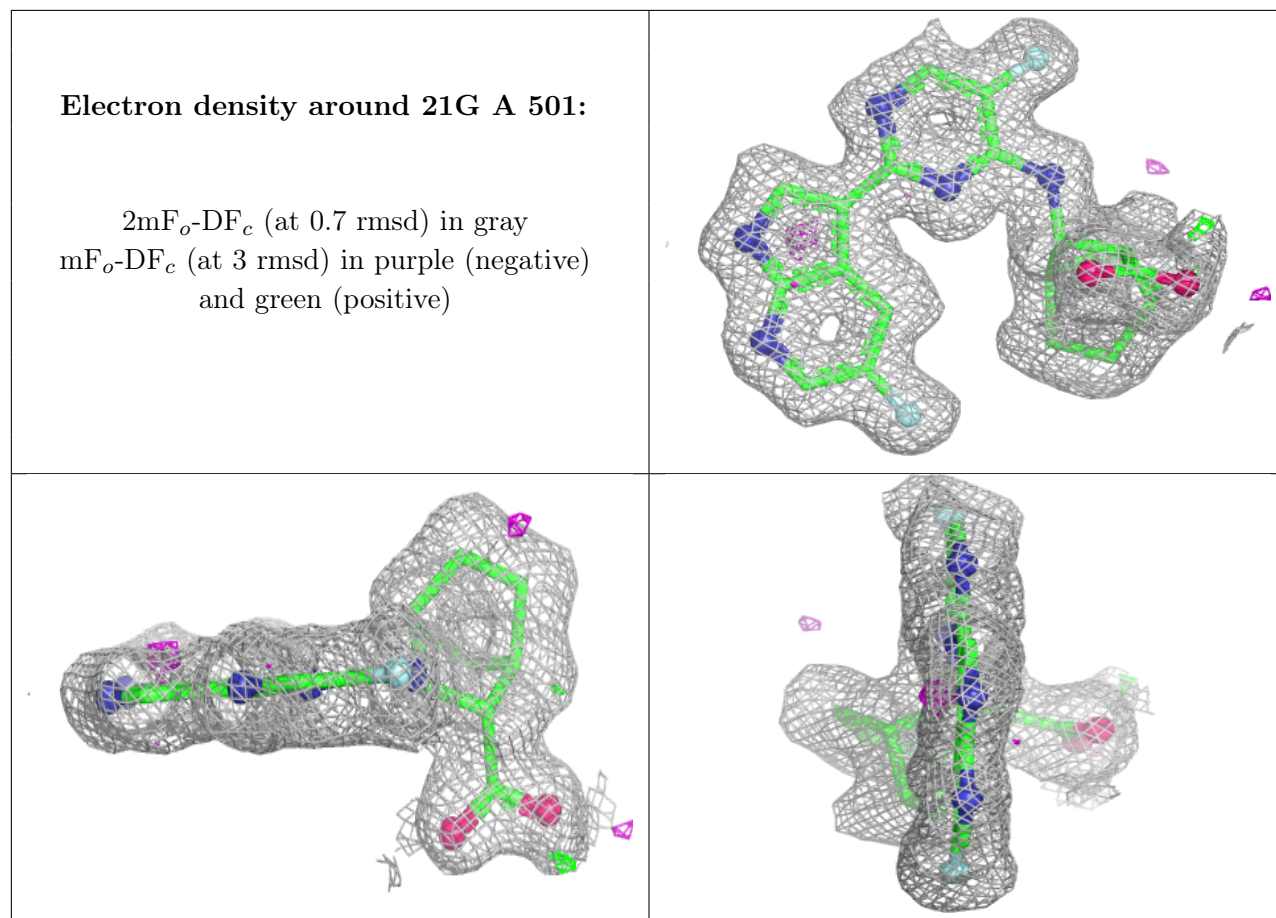 Electron density around 21G A 501:
2mFo-DFc (at 0.7 rmsd) in gray
mFo-DFc (at 3 rmsd) in purple (negative)
and green (positive)